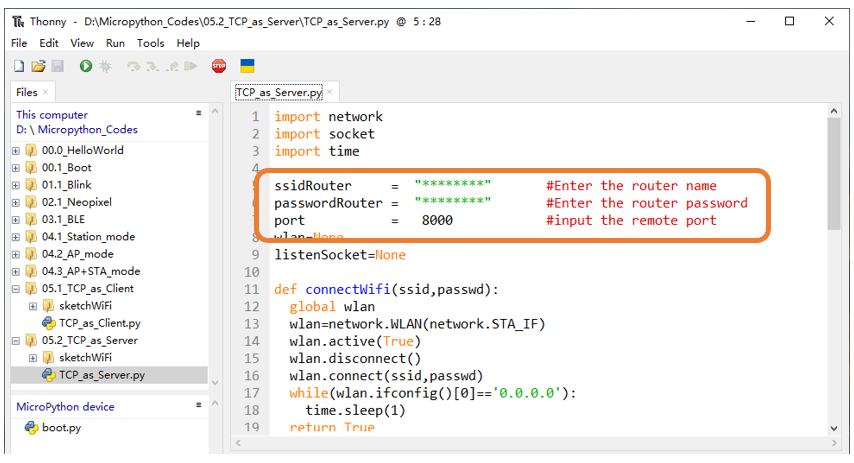 Thonny - D:\Micropython_Codes\05.2_TCP_as_Server\TCP_as_Server.py @ 5 : 28
File Edit View Run Tools Help
STOP
Files ×
This computer
D: \ Micropython_Codes
00.0_HelloWorld
00.1_Boot
01.1_Blink
02.1_Neopixel
03.1_BLE
04.1_Station_mode
04.2_AP_mode
04.3_AP+STA_mode
05.1_TCP_as_Client
sketchWiFi
TCP_as_Client.py
05.2_TCP_as_Server
sketchWiFi
TCP_as_Server.py
MicroPython device
boot.py
TCP_as_Server.py ×
1 import network
2 import socket
3 import time
4
5 ssidRouter = "********" #Enter the router name
6 passwordRouter = "********" #Enter the router password
port = 8000 #input the remote port
8 wlan=None
9 listenSocket=None
10
11 def connectWifi(ssid,passwd):
12 global wlan
13 wlan=network.WLAN(network.STA_IF)
14 wlan.active(True)
15 wlan.disconnect()
16 wlan.connect(ssid,passwd)
17 while(wlan.ifconfig()[0]=='0.0.0.0'):
18 time.sleep(1)
19 return True